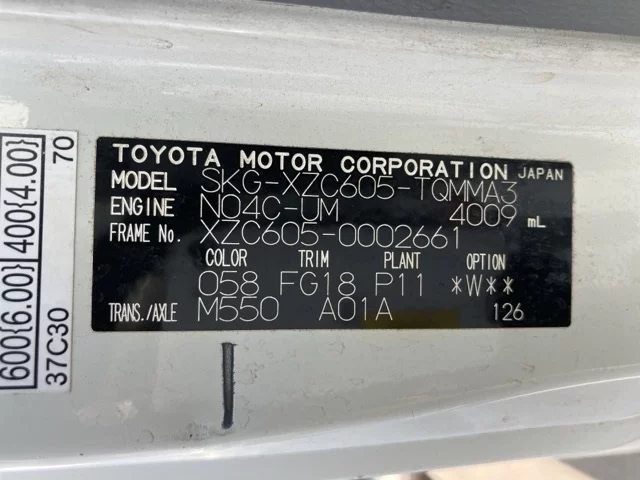 TOYOTA MOTOR CORPORATION JAPAN
MODEL SKG-XZC605-TQMMA3
ENGINE N04C-UM 4009 mL
FRAME No. XZC605-0002661
COLOR TRIM PLANT OPTION
058 FG18 P11 *W**
TRANS./AXLE M550 A01A 126
600{6.00} 400{4.00}
37C30 70